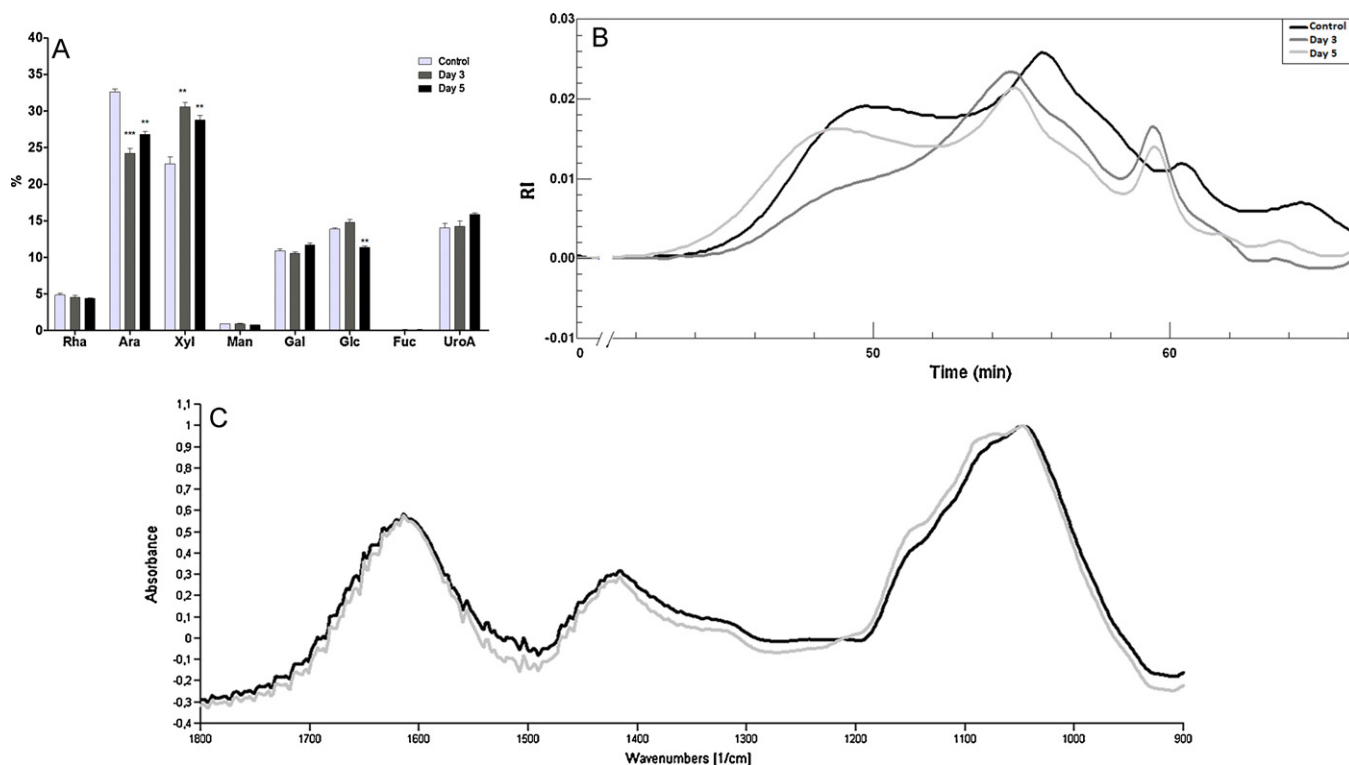 A
40
35
30
25
20
15
10
5
0
%
Control
Day 3
Day 5
***
**
**
**
**
Rha Ara Xyl Man Gal Glc Fuc UroA
B
0.03
0.02
0.01
0.00
-0.01
RI
Control
Day 3
Day 5
0 50 60
Time (min)
C
1,1
1
0,9
0,8
0,7
0,6
0,5
0,4
0,3
0,2
0,1
0
-0,1
-0,2
-0,3
-0,4
Absorbance
1800 1700 1600 1500 1400 1300 1200 1100 1000 900
Wavenumbers [1/cm]